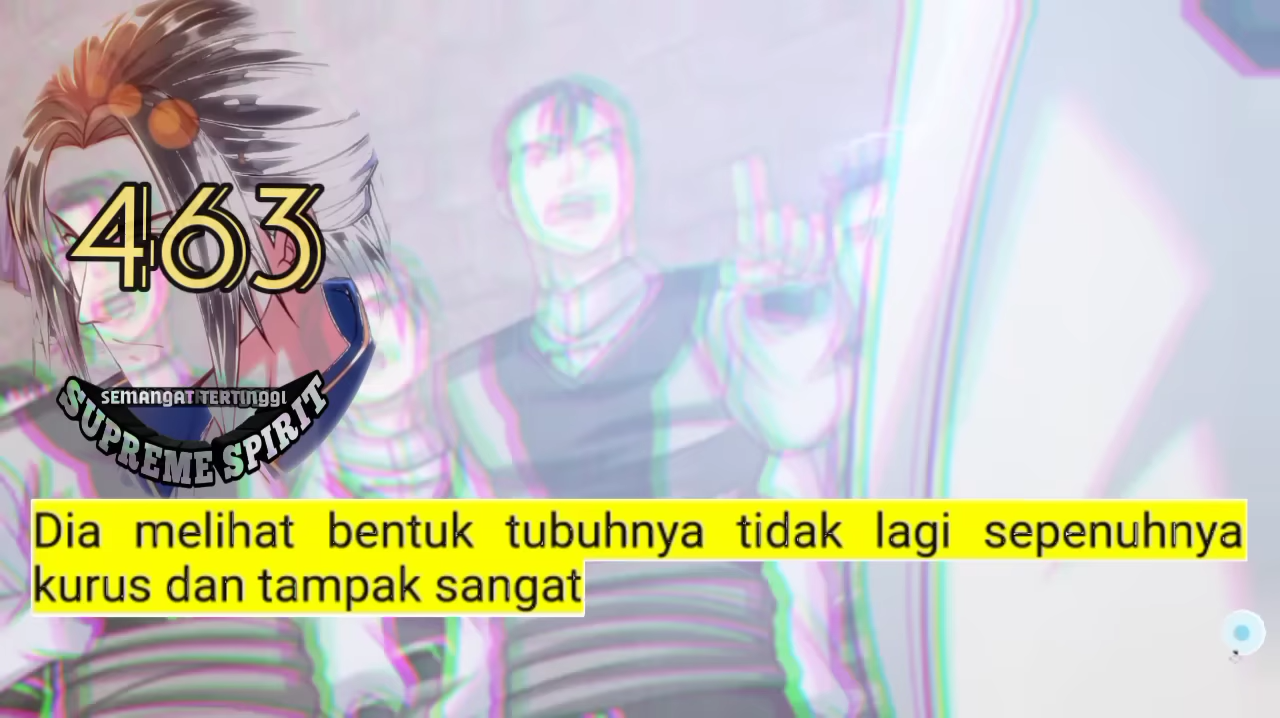 463
SEMANGAT TERTINGGI
SUPREME SPIRIT
Dia melihat bentuk tubuhnya tidak lagi sepenuhnya
kurus dan tampak sangat